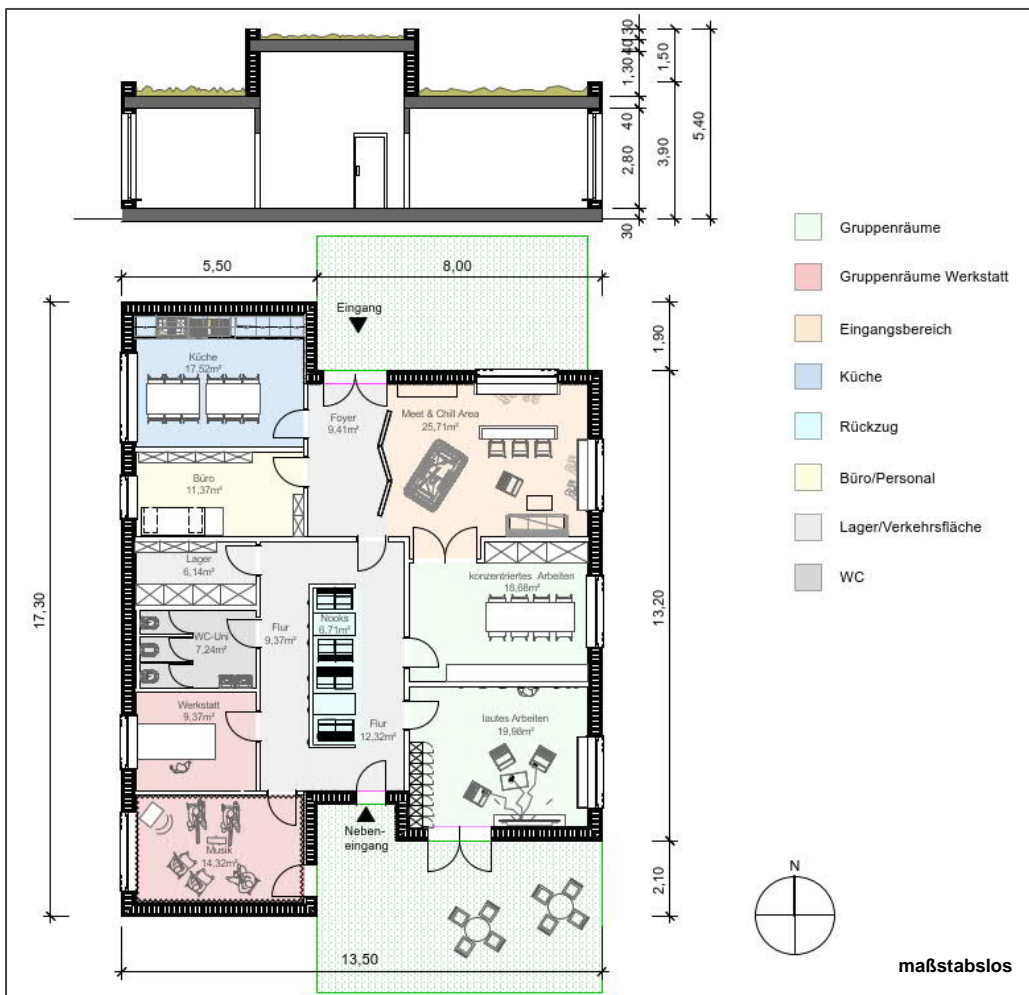 30
40
1,30
40
2,80
30
1,50
3,90
5,40
5,50
8,00
Eingang
17,30
1,90
13,20
2,10
Küche
17,52m²
Foyer
9,41m²
Meet & Chill Area
25,71m²
Büro
11,37m²
Lager
6,14m²
konzentriertes Arbeiten
18,68m²
Nooks
6,71m²
Flur
9,37m²
WC-Uni
7,24m²
Werkstatt
9,37m²
Flur
12,32m²
lautes Arbeiten
19,98m²
Musik
14,32m²
Neben-
eingang
13,50
Gruppenräume
Gruppenräume Werkstatt
Eingangsbereich
Küche
Rückzug
Büro/Personal
Lager/Verkehrsfläche
WC
N
maßstabslos